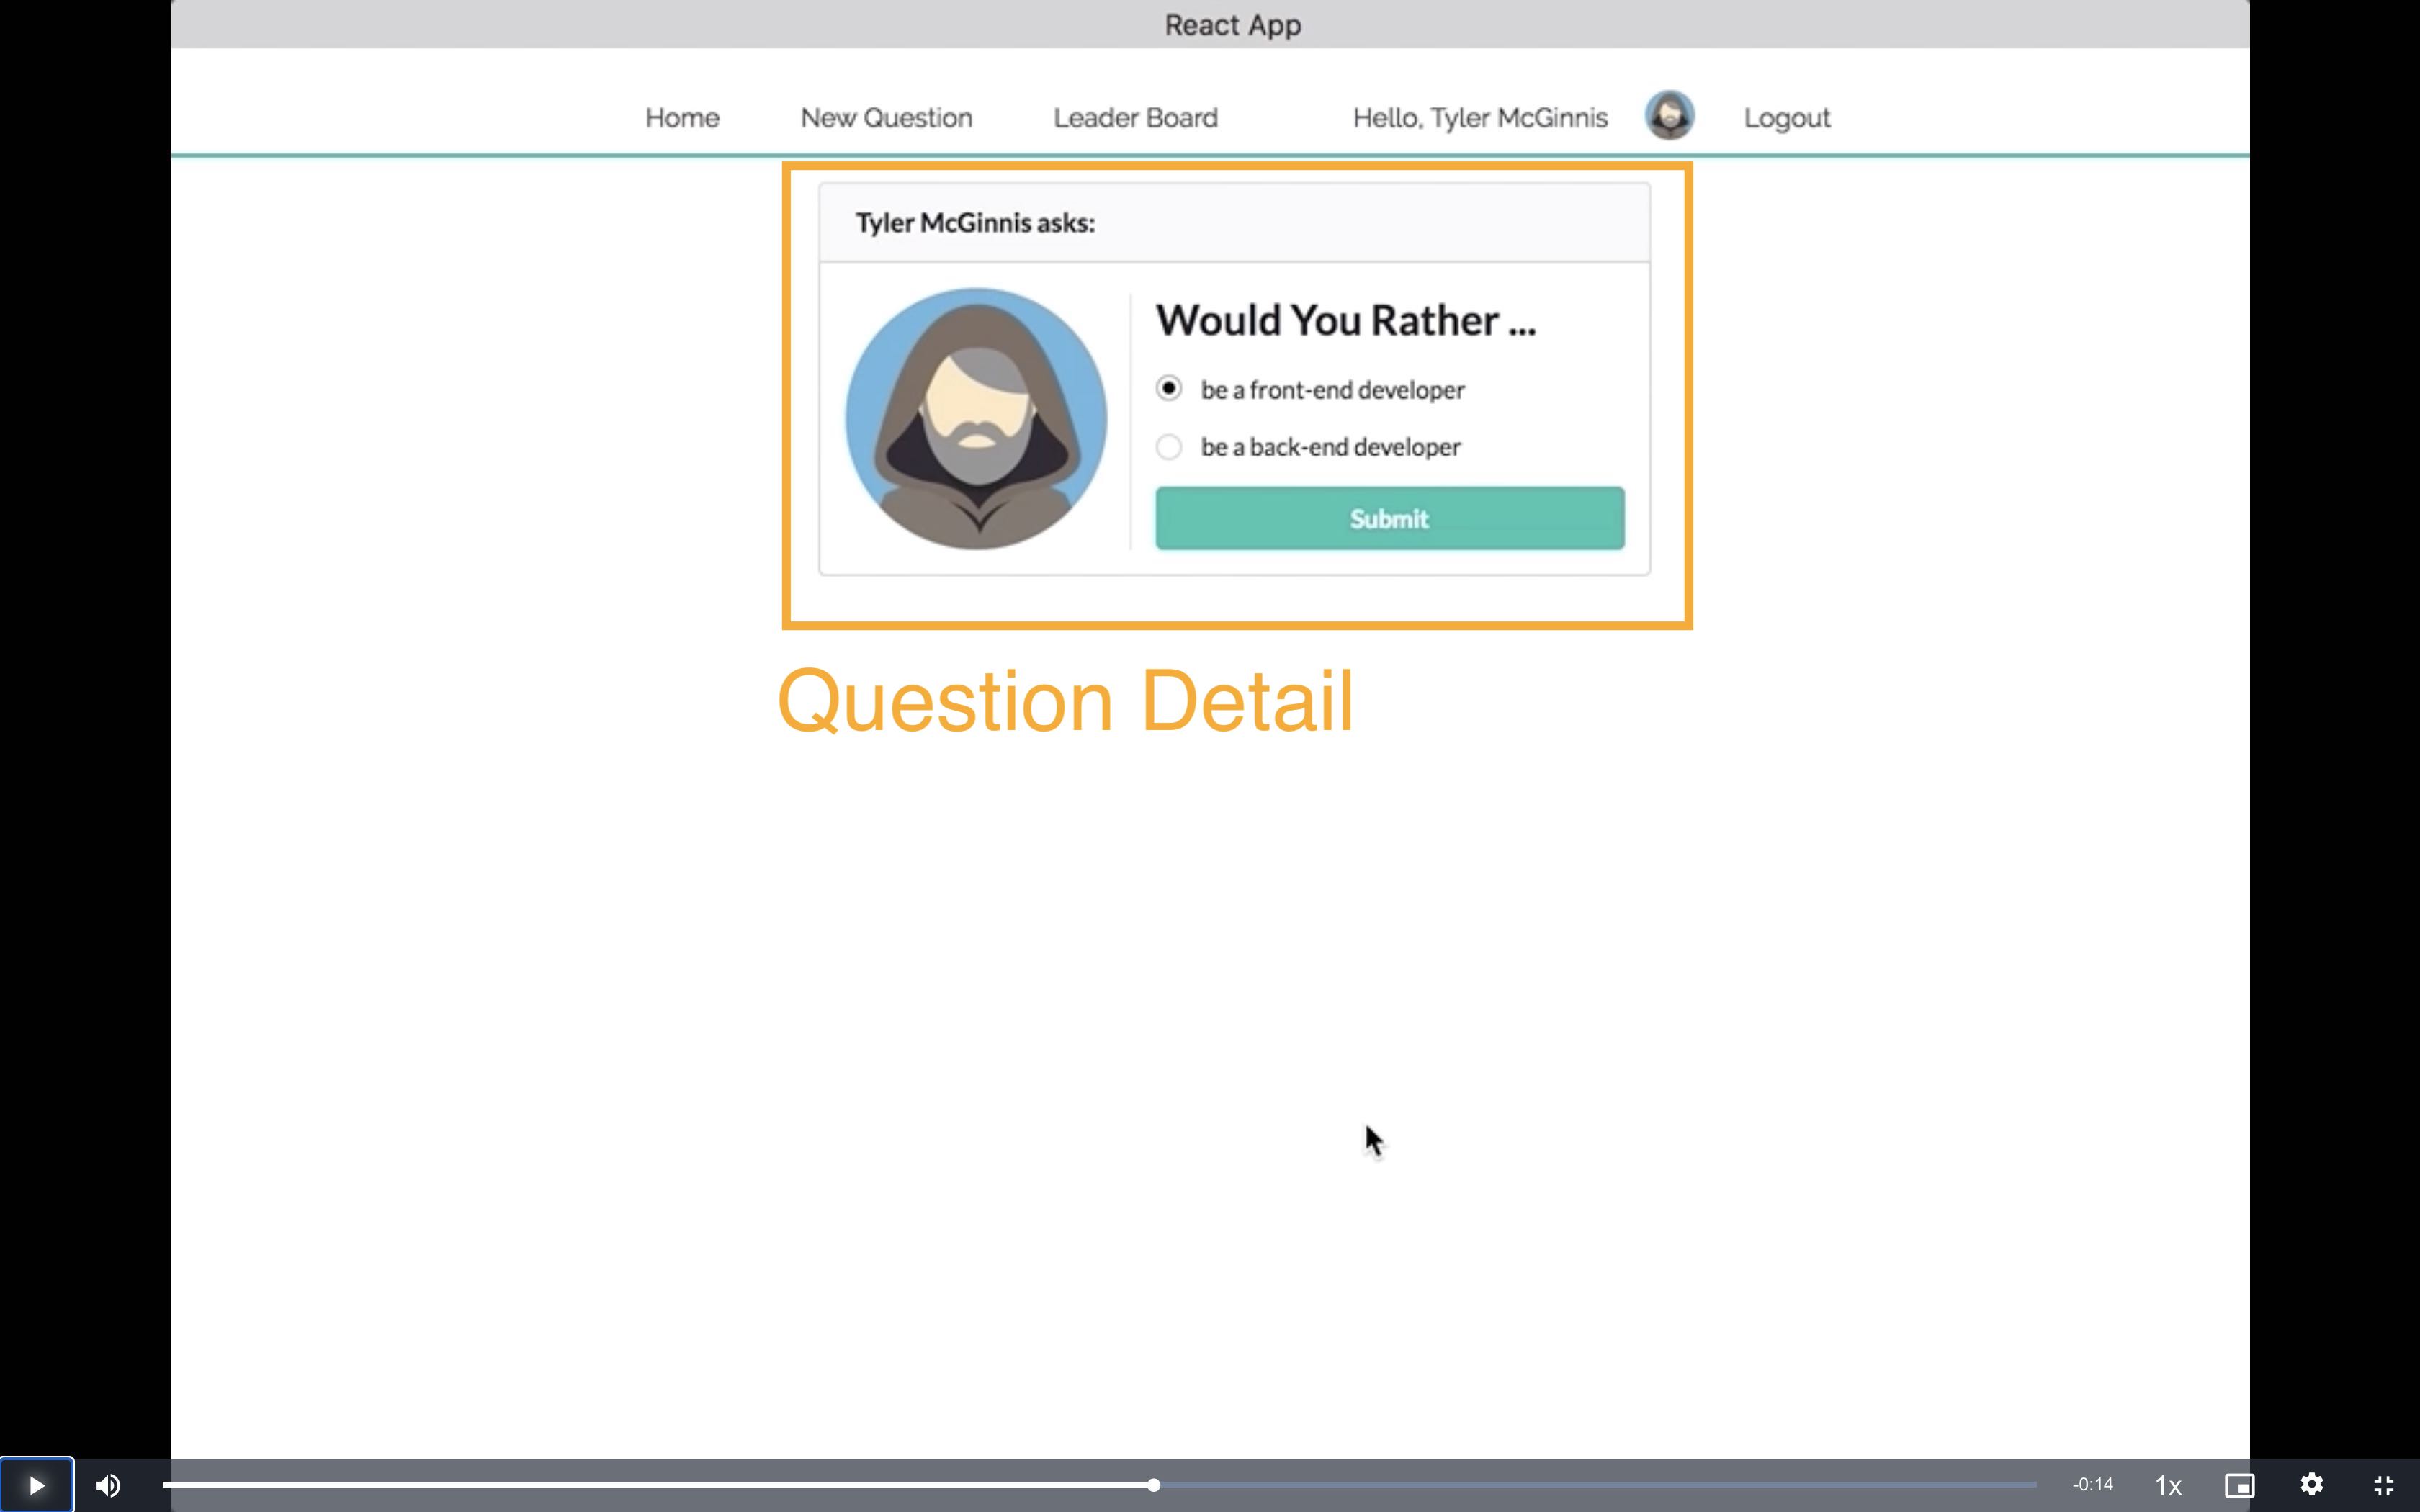 React App
Home New Question Leader Board Hello, Tyler McGinnis Logout
Tyler McGinnis asks:
Would You Rather ...
be a front-end developer
be a back-end developer
Submit
Question Detail
-0:14 1x